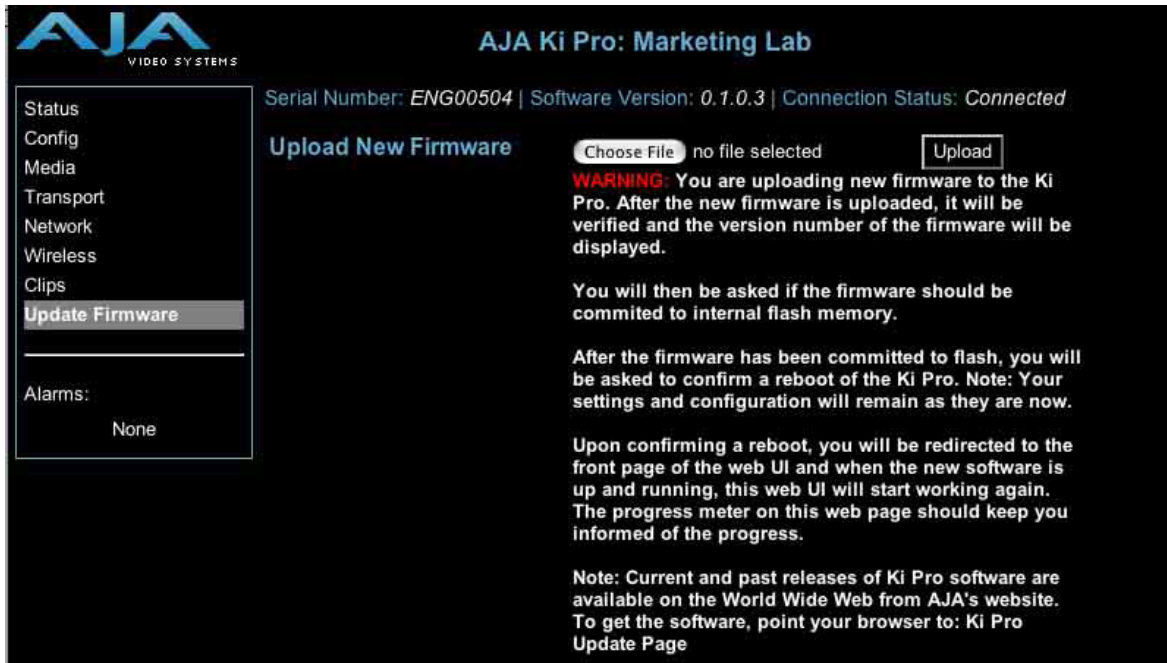 AJA
VIDEO SYSTEMS
AJA Ki Pro: Marketing Lab
Serial Number: ENG00504 | Software Version: 0.1.0.3 | Connection Status: Connected
Status
Config
Media
Transport
Network
Wireless
Clips
Update Firmware
Alarms:
None
Upload New Firmware
Choose File no file selected
Upload
WARNING: You are uploading new firmware to the Ki
Pro. After the new firmware is uploaded, it will be
verified and the version number of the firmware will be
displayed.
You will then be asked if the firmware should be
commited to internal flash memory.
After the firmware has been committed to flash, you will
be asked to confirm a reboot of the Ki Pro. Note: Your
settings and configuration will remain as they are now.
Upon confirming a reboot, you will be redirected to the
front page of the web UI and when the new software is
up and running, this web UI will start working again.
The progress meter on this web page should keep you
informed of the progress.
Note: Current and past releases of Ki Pro software are
available on the World Wide Web from AJA's website.
To get the software, point your browser to: Ki Pro
Update Page